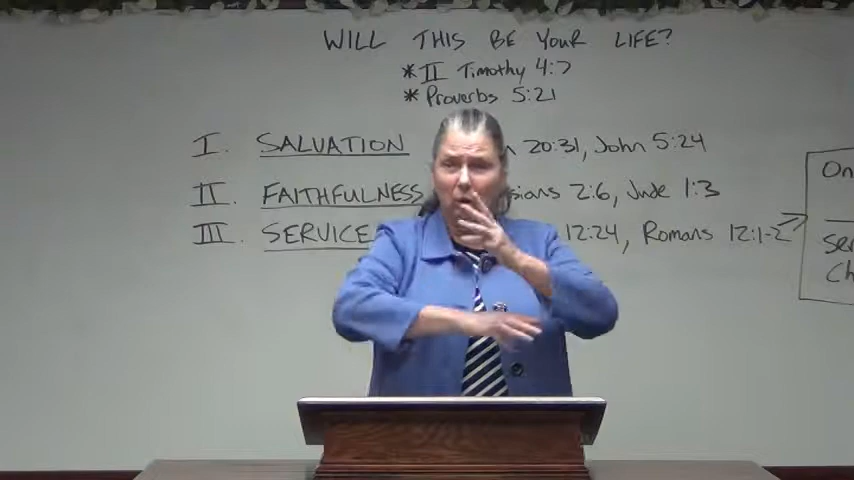 WILL THIS BE YOUR LIFE?
* II Timothy 4:7
* Proverbs 5:21
I. SALVATION 20:31, John 5:24
II. FAITHFULNESS sians 2:6, Jude 1:3
III. SERVICE 12:24, Romans 12:1-2
On
Ser
Ch